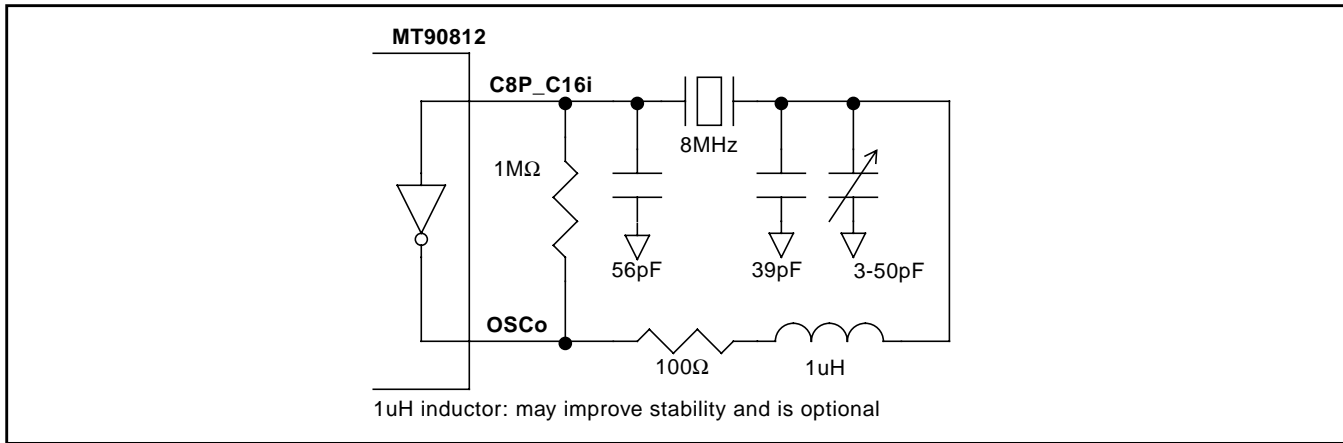 MT90812
C8P_C16i
8MHz
1MΩ
56pF
39pF
3-50pF
OSCo
100Ω
1uH
1uH inductor: may improve stability and is optional